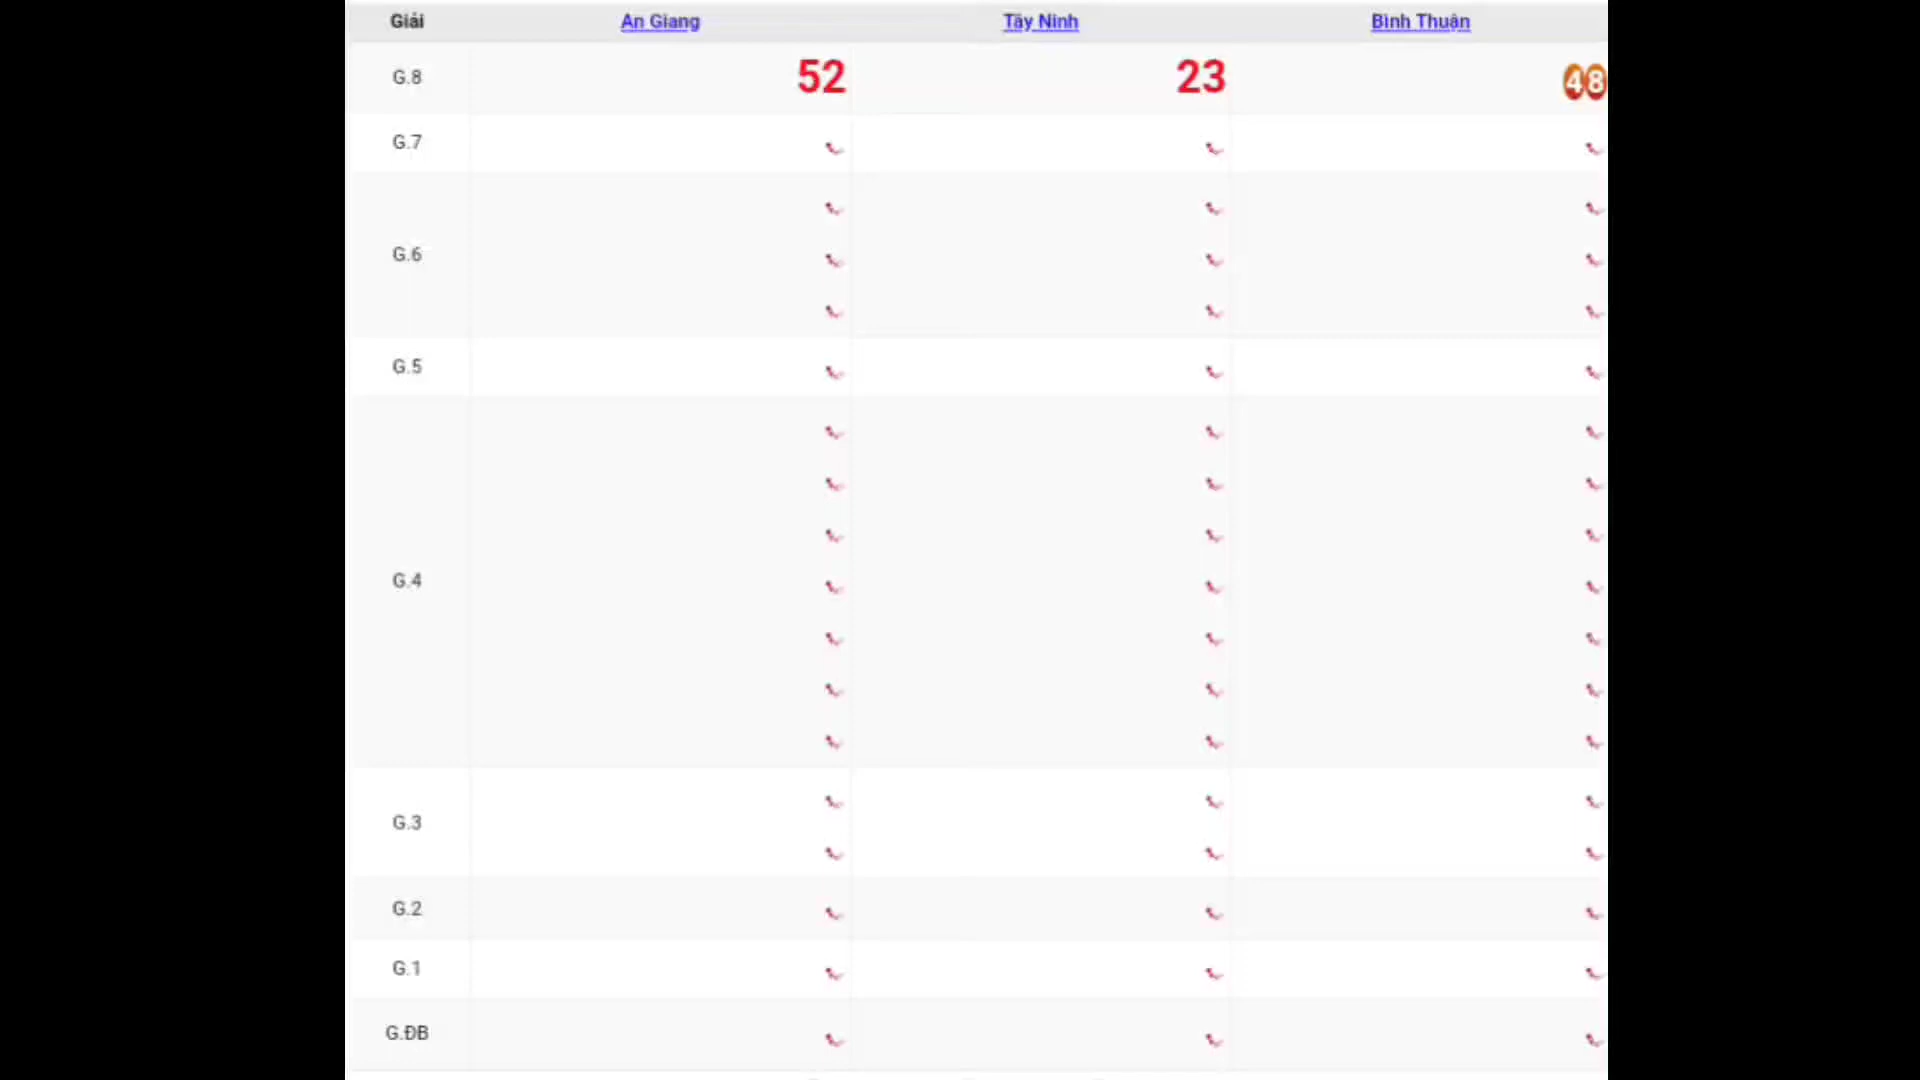 Giải An Giang Tây Ninh Bình Thuận
G.8 52 23 48
G.7
G.6
G.5
G.4
G.3
G.2
G.1
G.ĐB